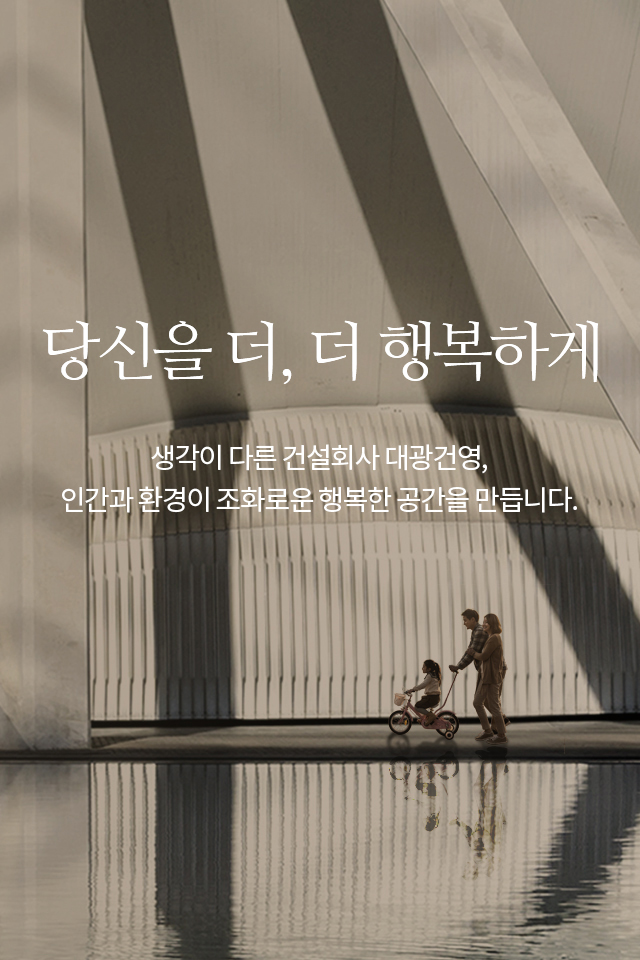 당신을 더, 더 행복하게
생각이 다른 건설회사 대광건영,
인간과 환경이 조화로운 행복한 공간을 만듭니다.